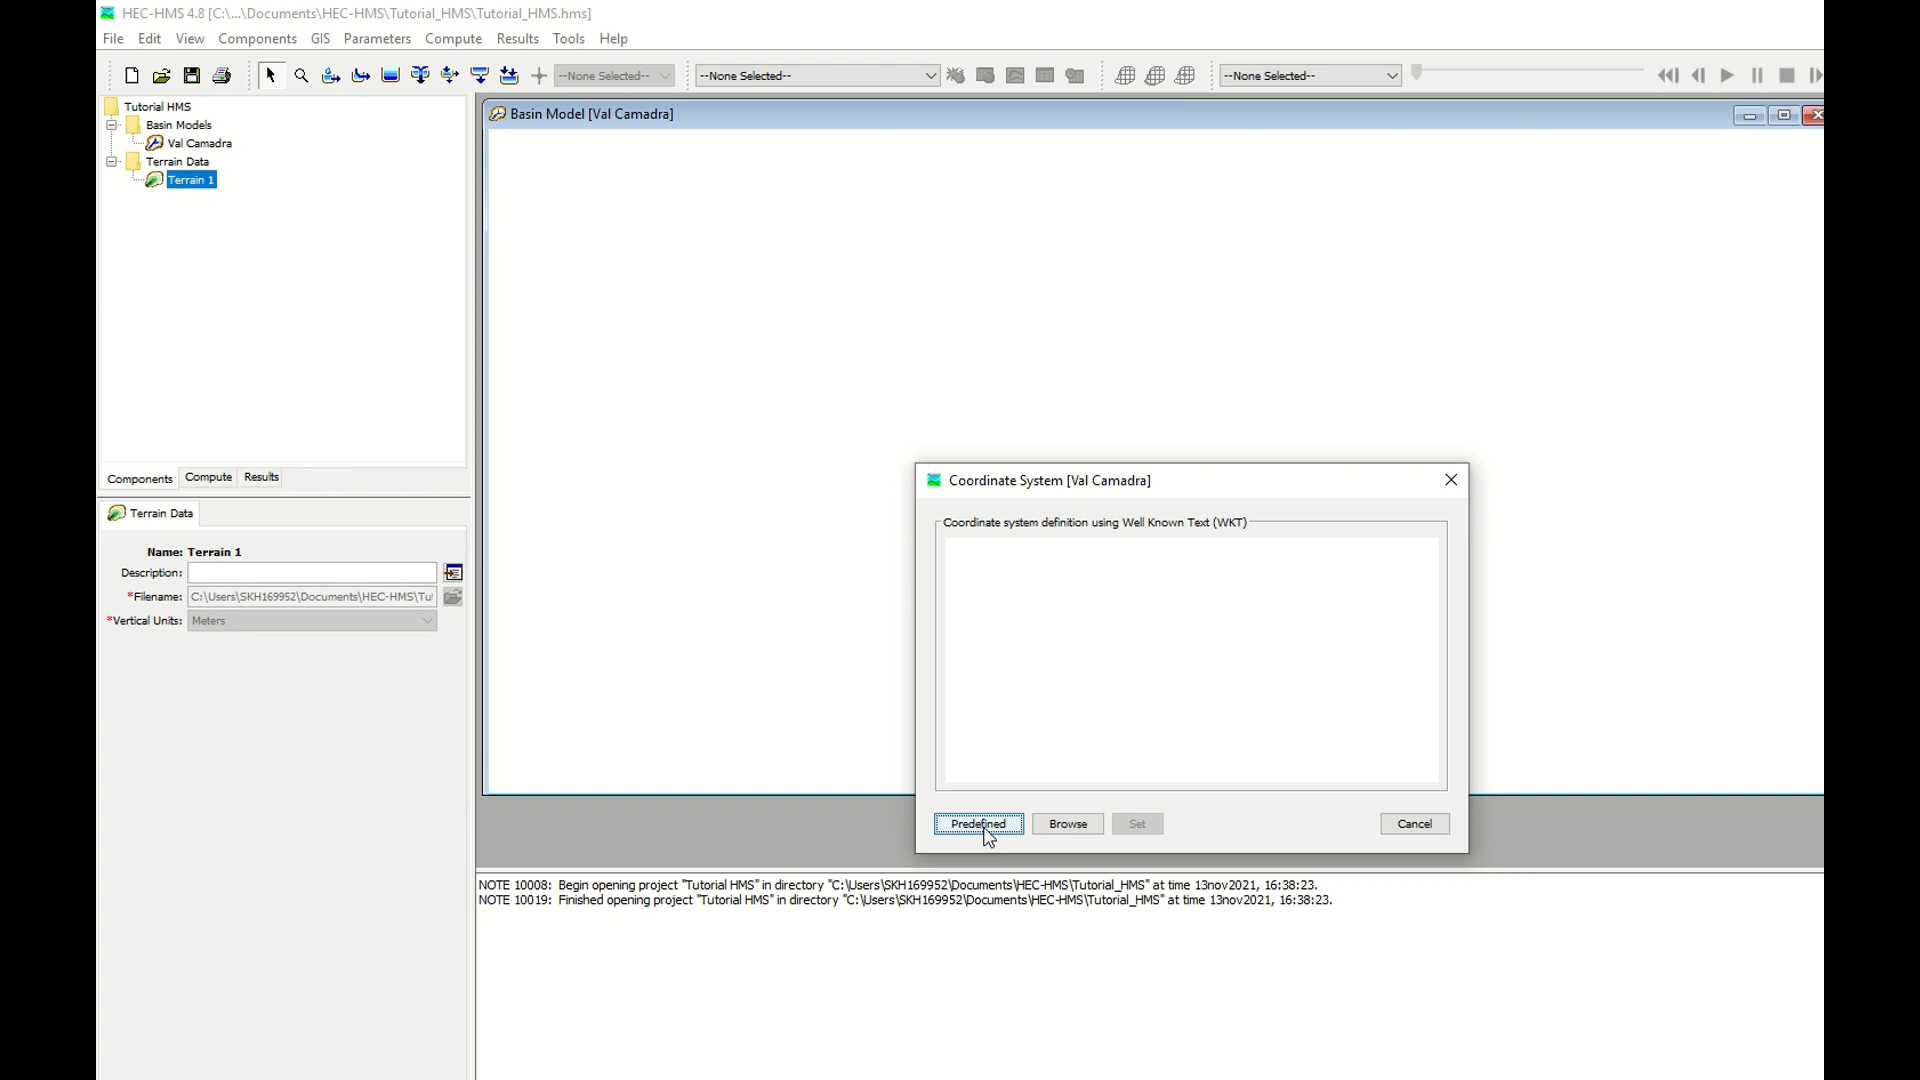 HEC-HMS 4.8 [C:\...\Documents\HEC-HMS\Tutorial_HMS\Tutorial_HMS.hms]
File Edit View Components GIS Parameters Compute Results Tools Help
--None Selected-- --None Selected-- --None Selected--
Tutorial HMS
Basin Models
Val Camadra
Terrain Data
Terrain 1
Components Compute Results
Terrain Data
Name: Terrain 1
Description:
*Filename: C:\Users\SKH169952\Documents\HEC-HMS\Tut
*Vertical Units: Meters
Basin Model [Val Camadra]
Coordinate System [Val Camadra]
Coordinate system definition using Well Known Text (WKT)
Predefined Browse Set Cancel
NOTE 10008: Begin opening project "Tutorial HMS" in directory "C:\Users\SKH169952\Documents\HEC-HMS\Tutorial_HMS" at time 13nov2021, 16:38:23.
NOTE 10019: Finished opening project "Tutorial HMS" in directory "C:\Users\SKH169952\Documents\HEC-HMS\Tutorial_HMS" at time 13nov2021, 16:38:23.